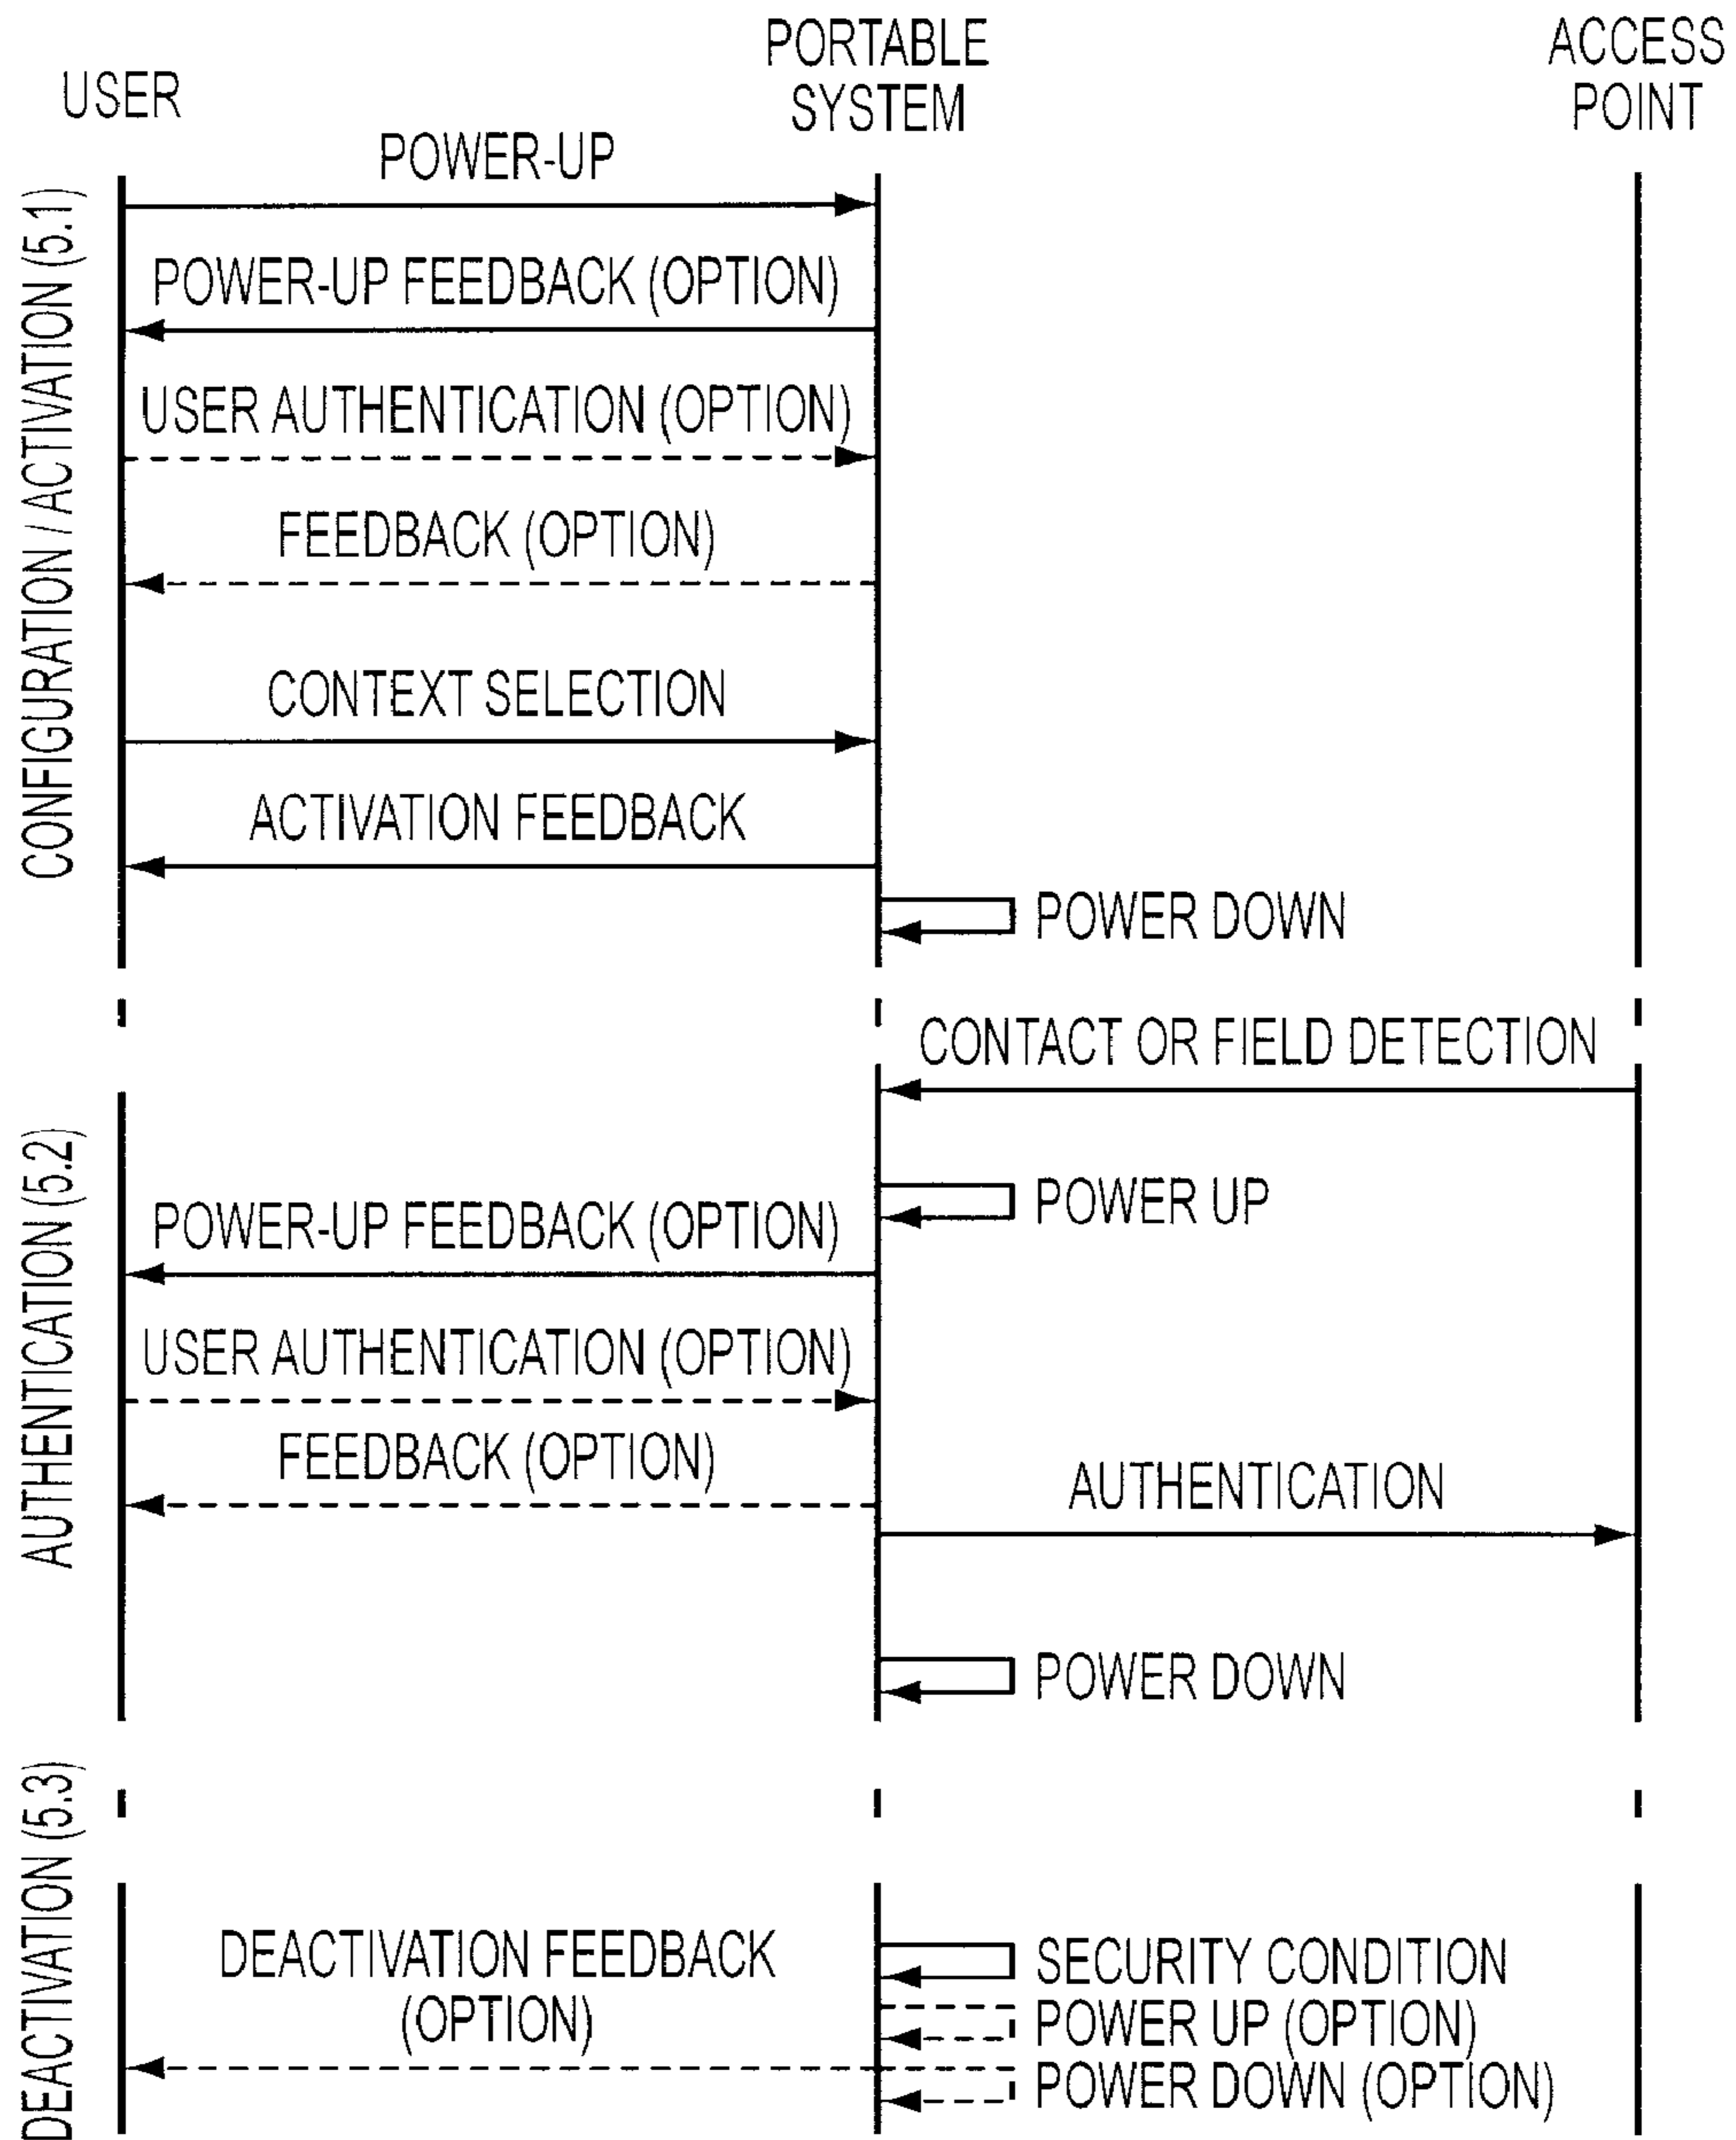 USER
PORTABLE
SYSTEM
ACCESS
POINT
CONFIGURATION / ACTIVATION (5.1)
POWER-UP
POWER-UP FEEDBACK (OPTION)
USER AUTHENTICATION (OPTION)
FEEDBACK (OPTION)
CONTEXT SELECTION
ACTIVATION FEEDBACK
POWER DOWN
CONTACT OR FIELD DETECTION
AUTHENTICATION (5.2)
POWER UP
POWER-UP FEEDBACK (OPTION)
USER AUTHENTICATION (OPTION)
FEEDBACK (OPTION)
AUTHENTICATION
POWER DOWN
DEACTIVATION (5.3)
DEACTIVATION FEEDBACK
(OPTION)
SECURITY CONDITION
POWER UP (OPTION)
POWER DOWN (OPTION)